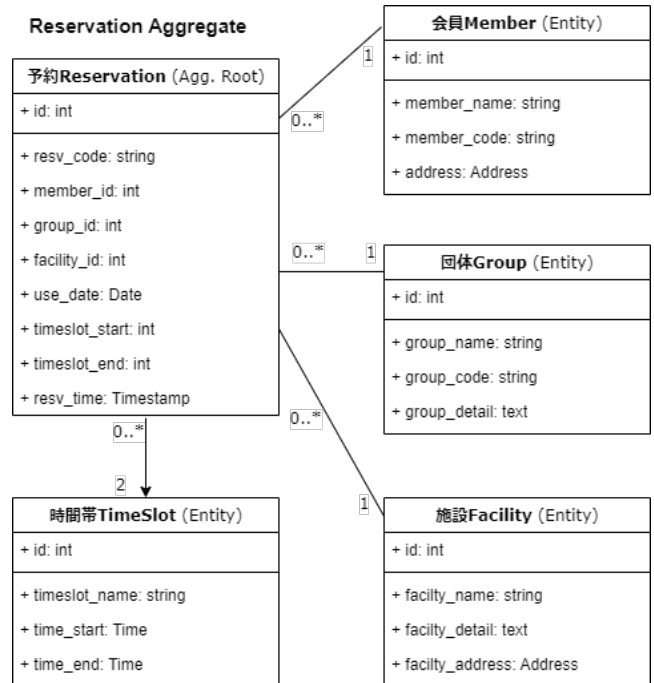 Reservation Aggregate
予約Reservation (Agg. Root)
+ id: int
+ resv_code: string
+ member_id: int
+ group_id: int
+ facility_id: int
+ use_date: Date
+ timeslot_start: int
+ timeslot_end: int
+ resv_time: Timestamp
1
0..*
会員Member (Entity)
+ id: int
+ member_name: string
+ member_code: string
+ address: Address
0..*
1
団体Group (Entity)
+ id: int
+ group_name: string
+ group_code: string
+ group_detail: text
0..*
2
時間帯TimeSlot (Entity)
+ id: int
+ timeslot_name: string
+ time_start: Time
+ time_end: Time
0..*
1
施設Facility (Entity)
+ id: int
+ facilty_name: string
+ facilty_detail: text
+ facilty_address: Address